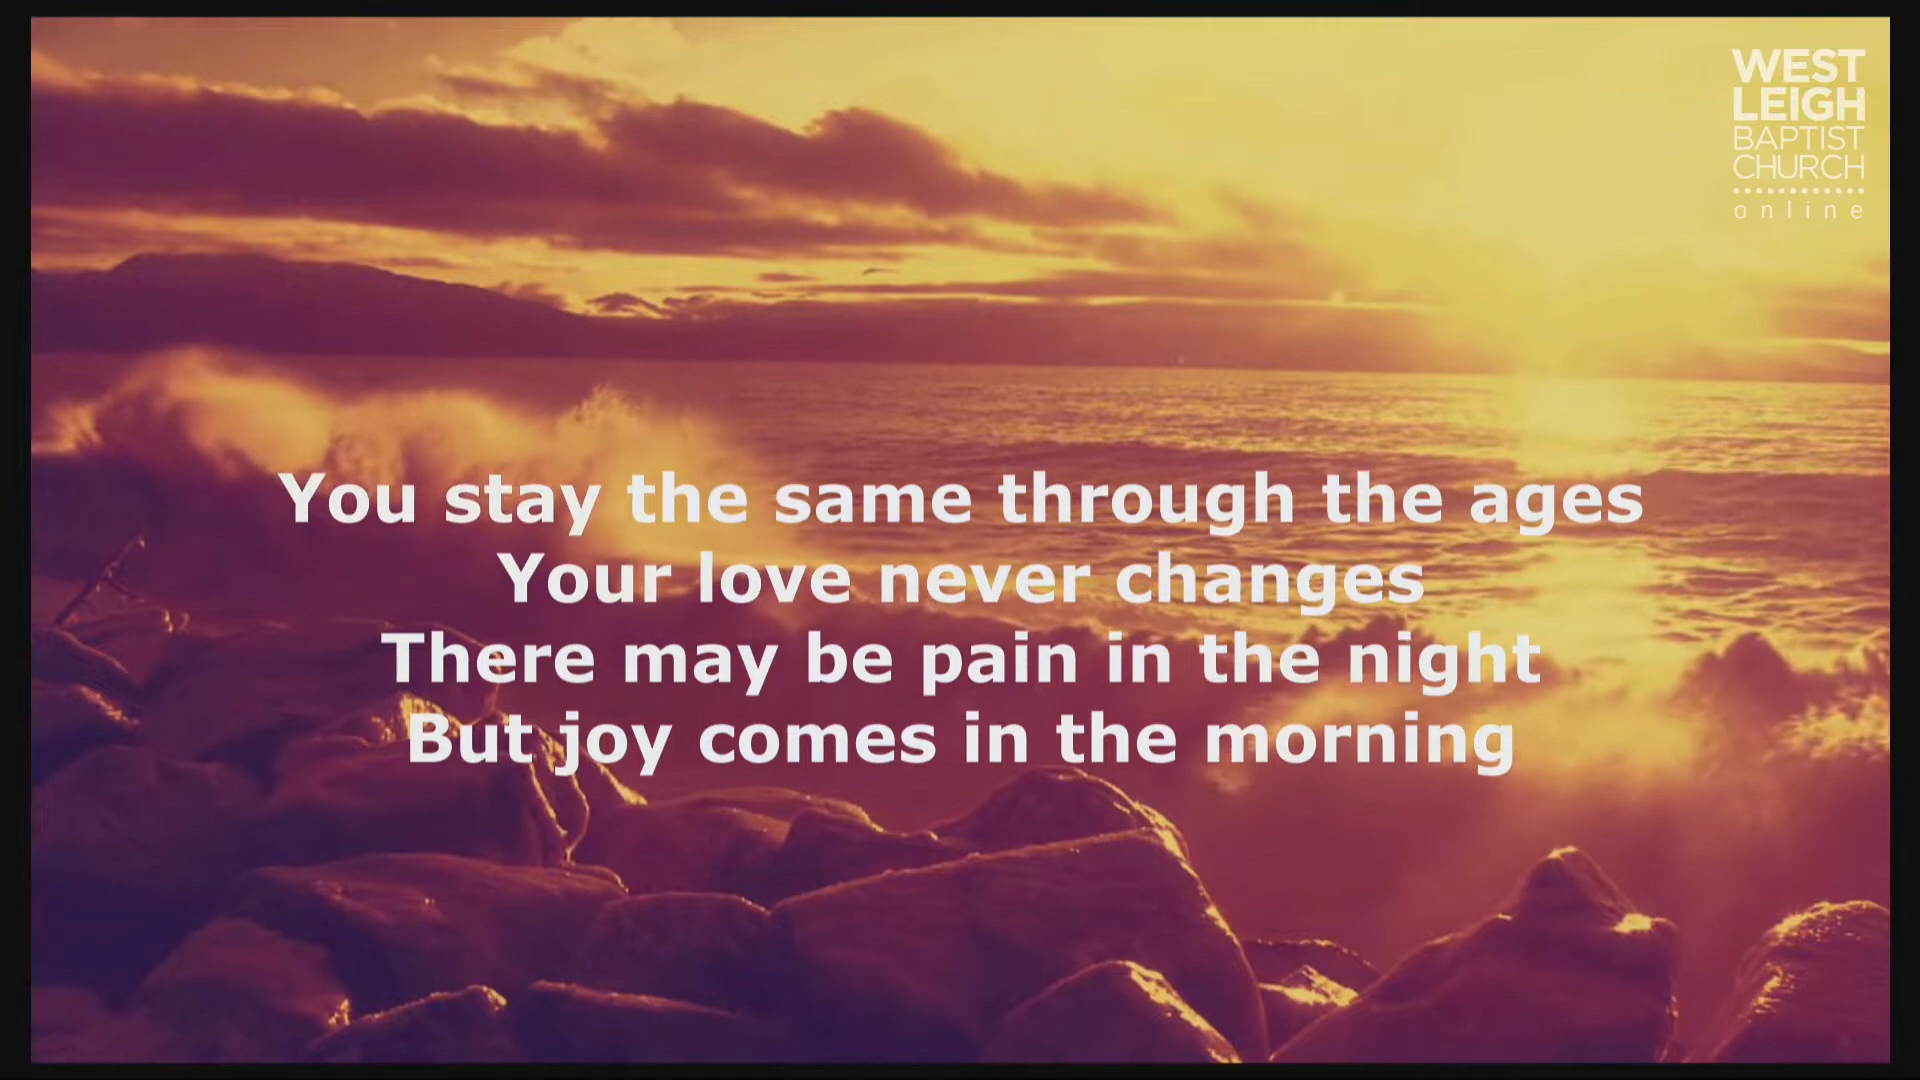 WEST
LEIGH
BAPTIST
CHURCH
online
You stay the same through the ages
Your love never changes
There may be pain in the night
But joy comes in the morning